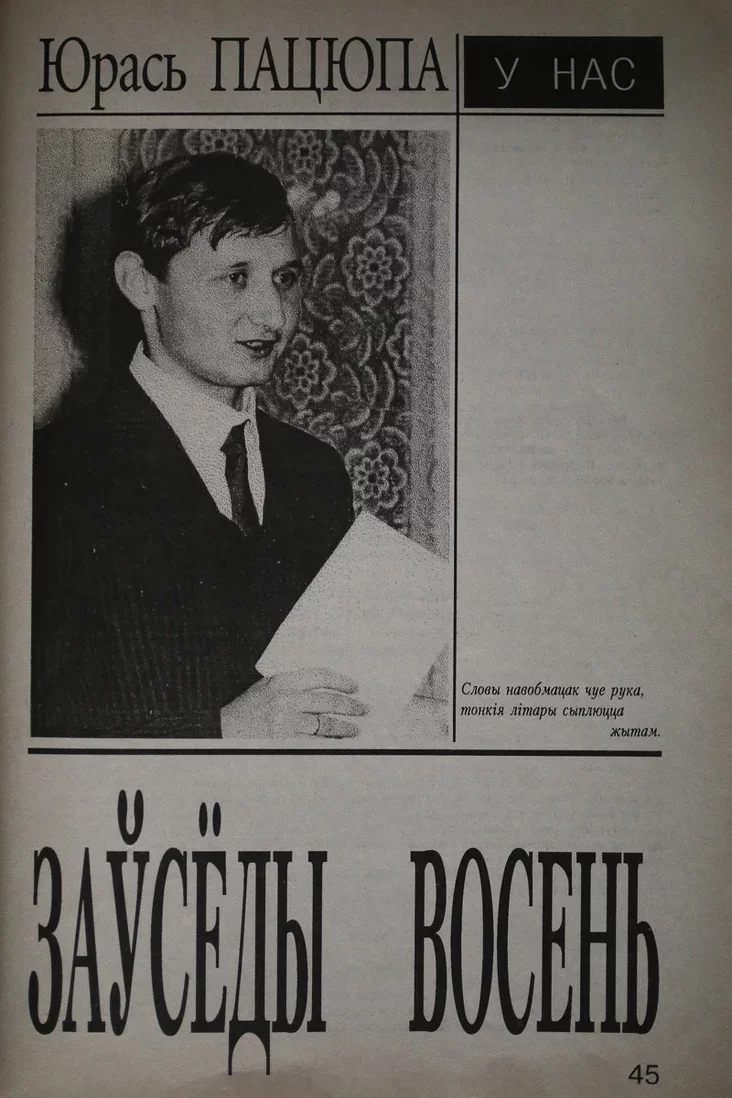 Юрась ПАЦЮПА
У НАС
Словы навобмацак чуе рука,
тонкія літары сыплюцца
жытам.
ЗАЎСЁДЫ ВОСЕНЬ
45